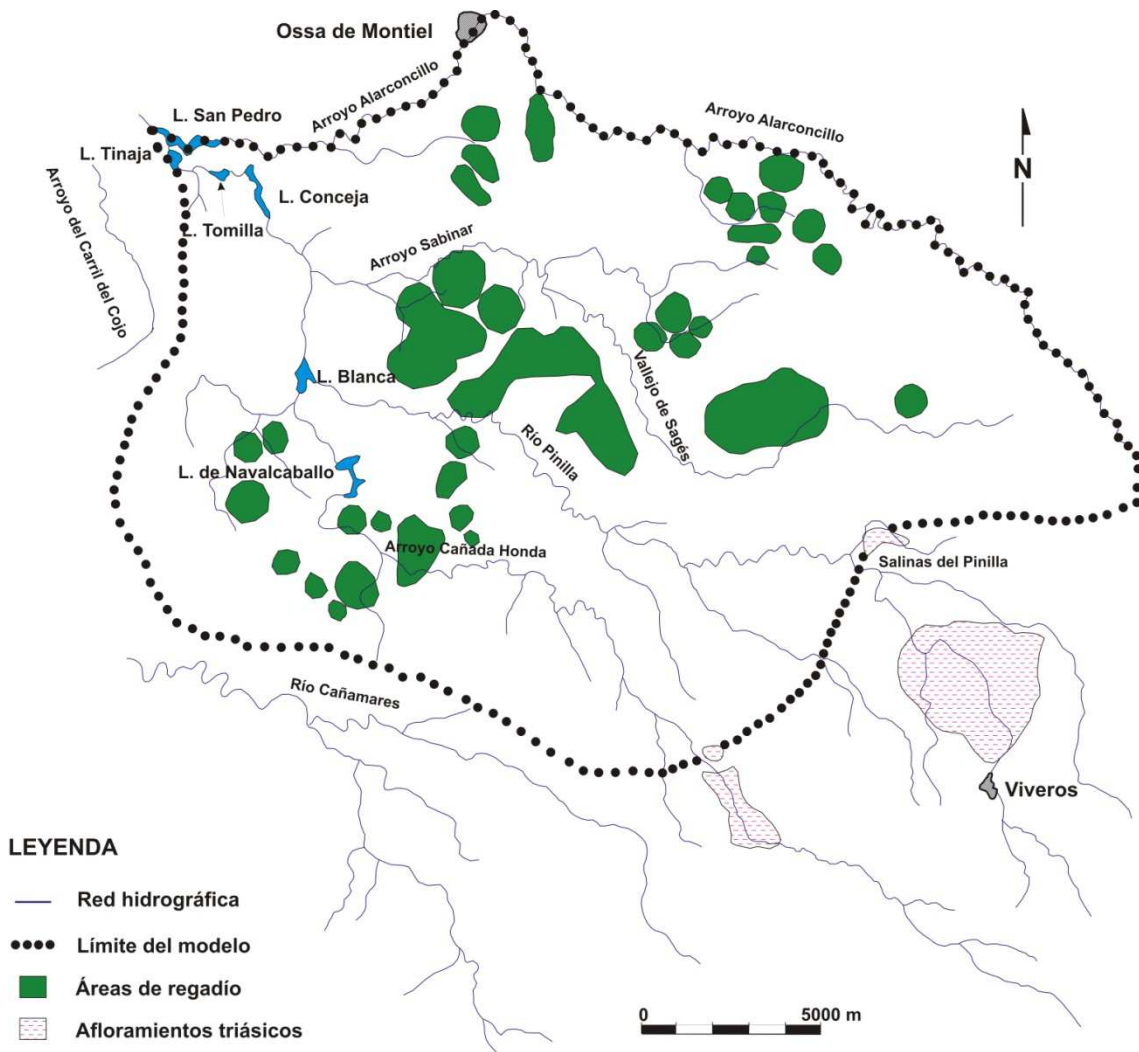 Ossa de Montiel
Arroyo Alarconcillo
L. San Pedro
Arroyo Alarconcillo
L. Tinaja
N
L. Conceja
L. Tomilla
Arroyo del Carril del Cojo
Arroyo Sabinar
L. Blanca
Vallejo de Sagés
Río Pinilla
L. de Navalcaballo
Arroyo Cañada Honda
Salinas del Pinilla
Río Cañamares
Viveros
LEYENDA
Red hidrográfica
Límite del modelo
Áreas de regadío
Afloramientos triásicos
0 5000 m